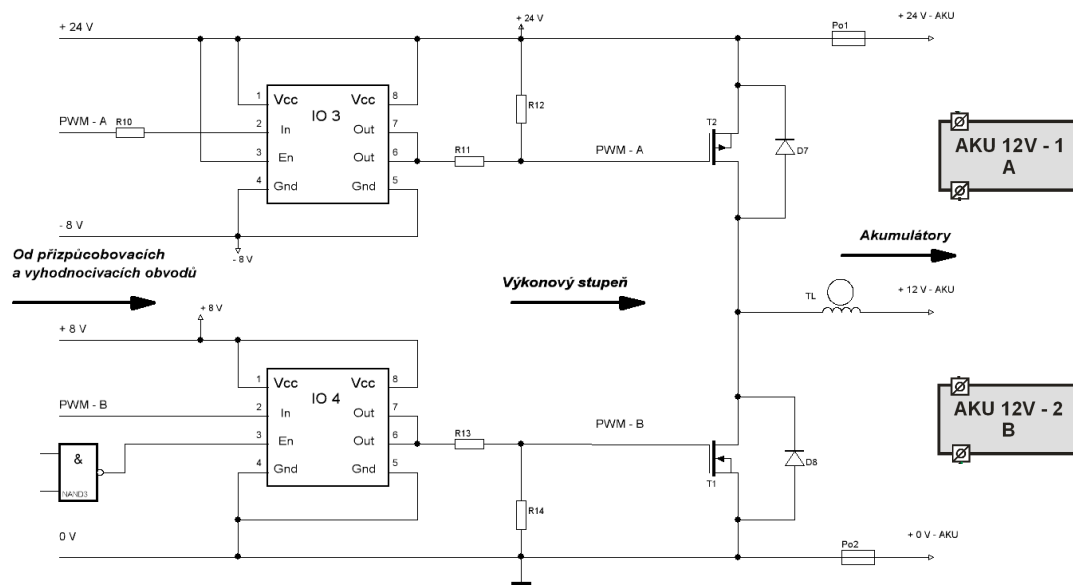 + 24 V
+ 24 V
Po1
+ 24 V - AKU
1 Vcc Vcc 8
IO 3
PWM - A R10 2 In Out 7
R12
3 En Out 6
R11
PWM - A
T2
D7
4 Gnd Gnd 5
AKU 12V - 1
A
- 8 V
- 8 V
Od přizpůcobovacích
a vyhodnocivacích obvodů
Výkonový stupeň
Akumulátory
TL
+ 12 V - AKU
+ 8 V
+ 8 V
1 Vcc Vcc 8
IO 4
PWM - B 2 In Out 7
3 En Out 6
R13
PWM - B
&
NAND3
4 Gnd Gnd 5
T1
D8
AKU 12V - 2
B
R14
0 V
Po2
+ 0 V - AKU